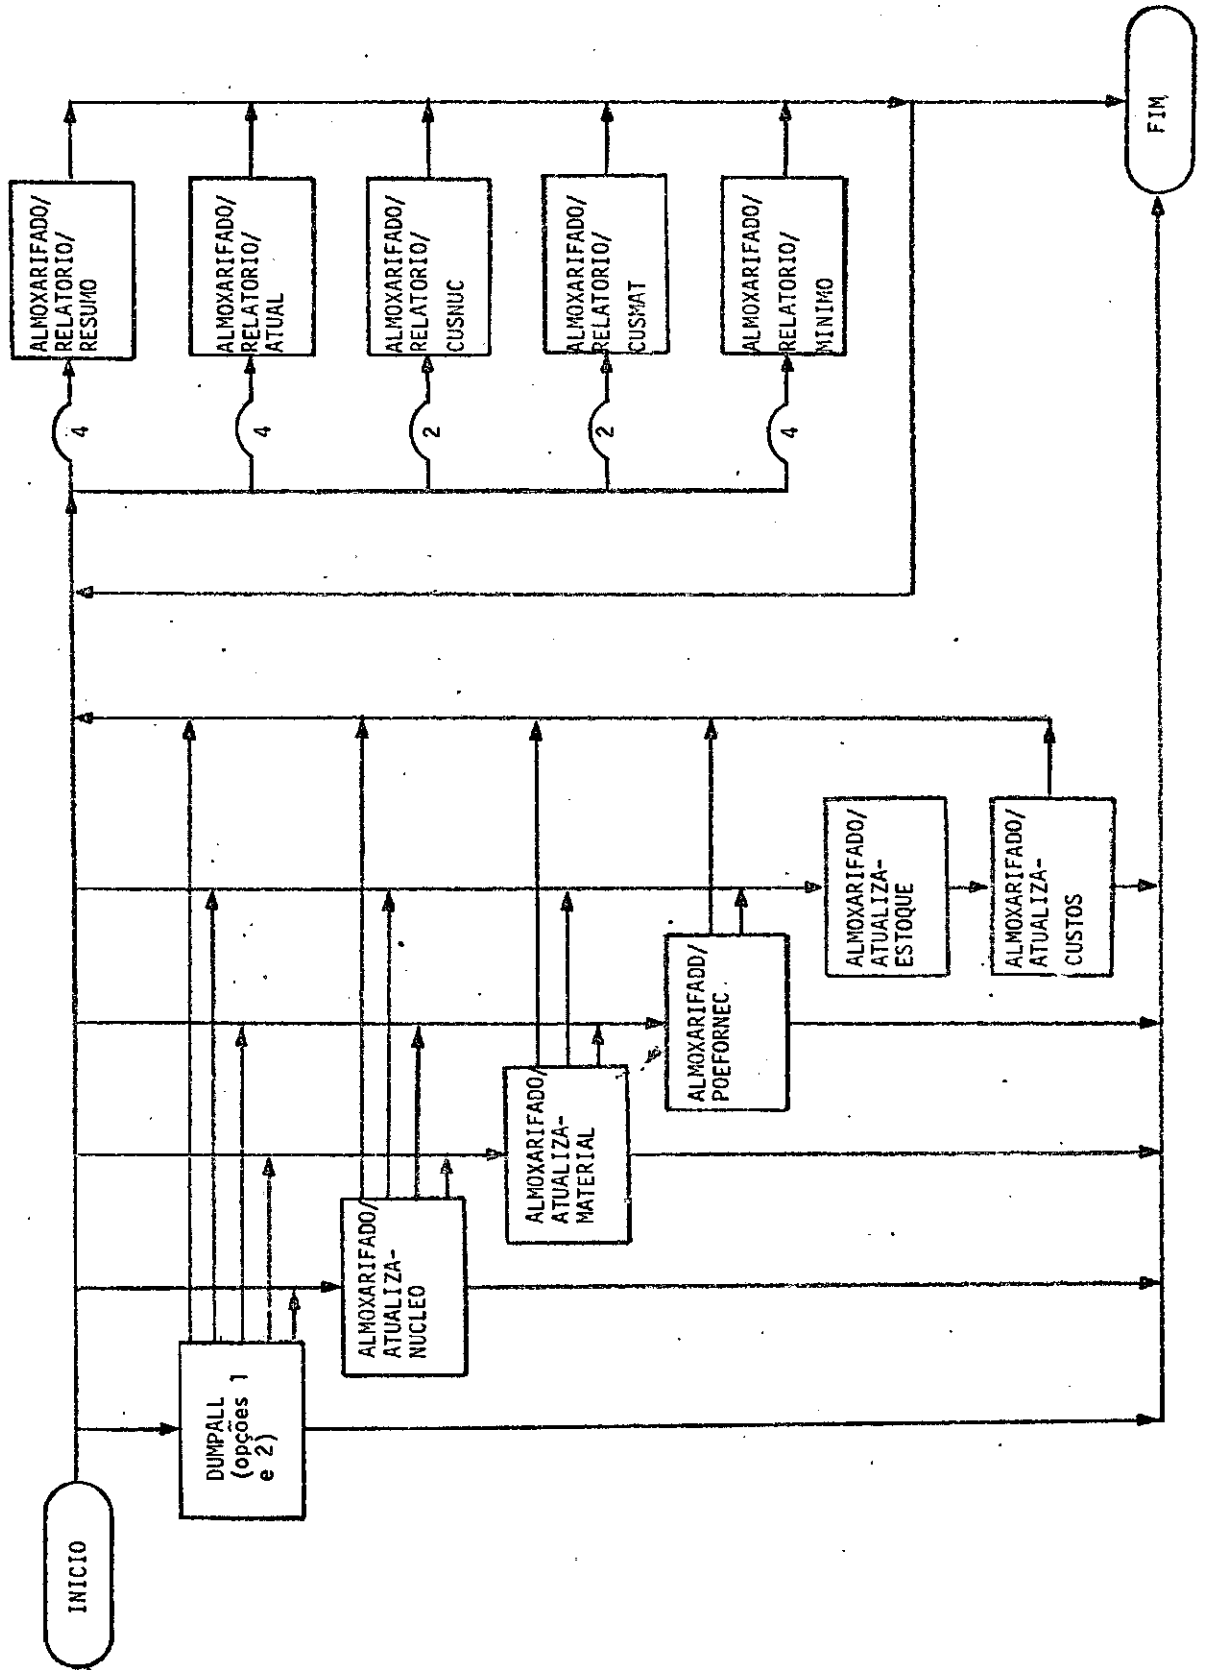 INICIO
DUMPALL
(opções 1
e 2)
ALMOXARIFADO/
ATUALIZA-
NUCLEO
ALMOXARIFADO/
ATUALIZA-
MATERIAL
ALMOXARIFADD/
POEFORNEC
ALMOXARIFADO/
ATUALIZA-
ESTOQUE
ALMOXARIFADO/
ATUALIZA-
CUSTOS
4
ALMOXARIFADO/
RELATORIO/
RESUMO
4
ALMOXARIFADO/
RELATORIO/
ATUAL
2
ALMOXARIFADO/
RELATORIO/
CUSNUC
2
ALMOXARIFADO/
RELATORIO/
CUSMAT
4
ALMOXARIFADO/
RELATORIO/
MINIMO
FIM